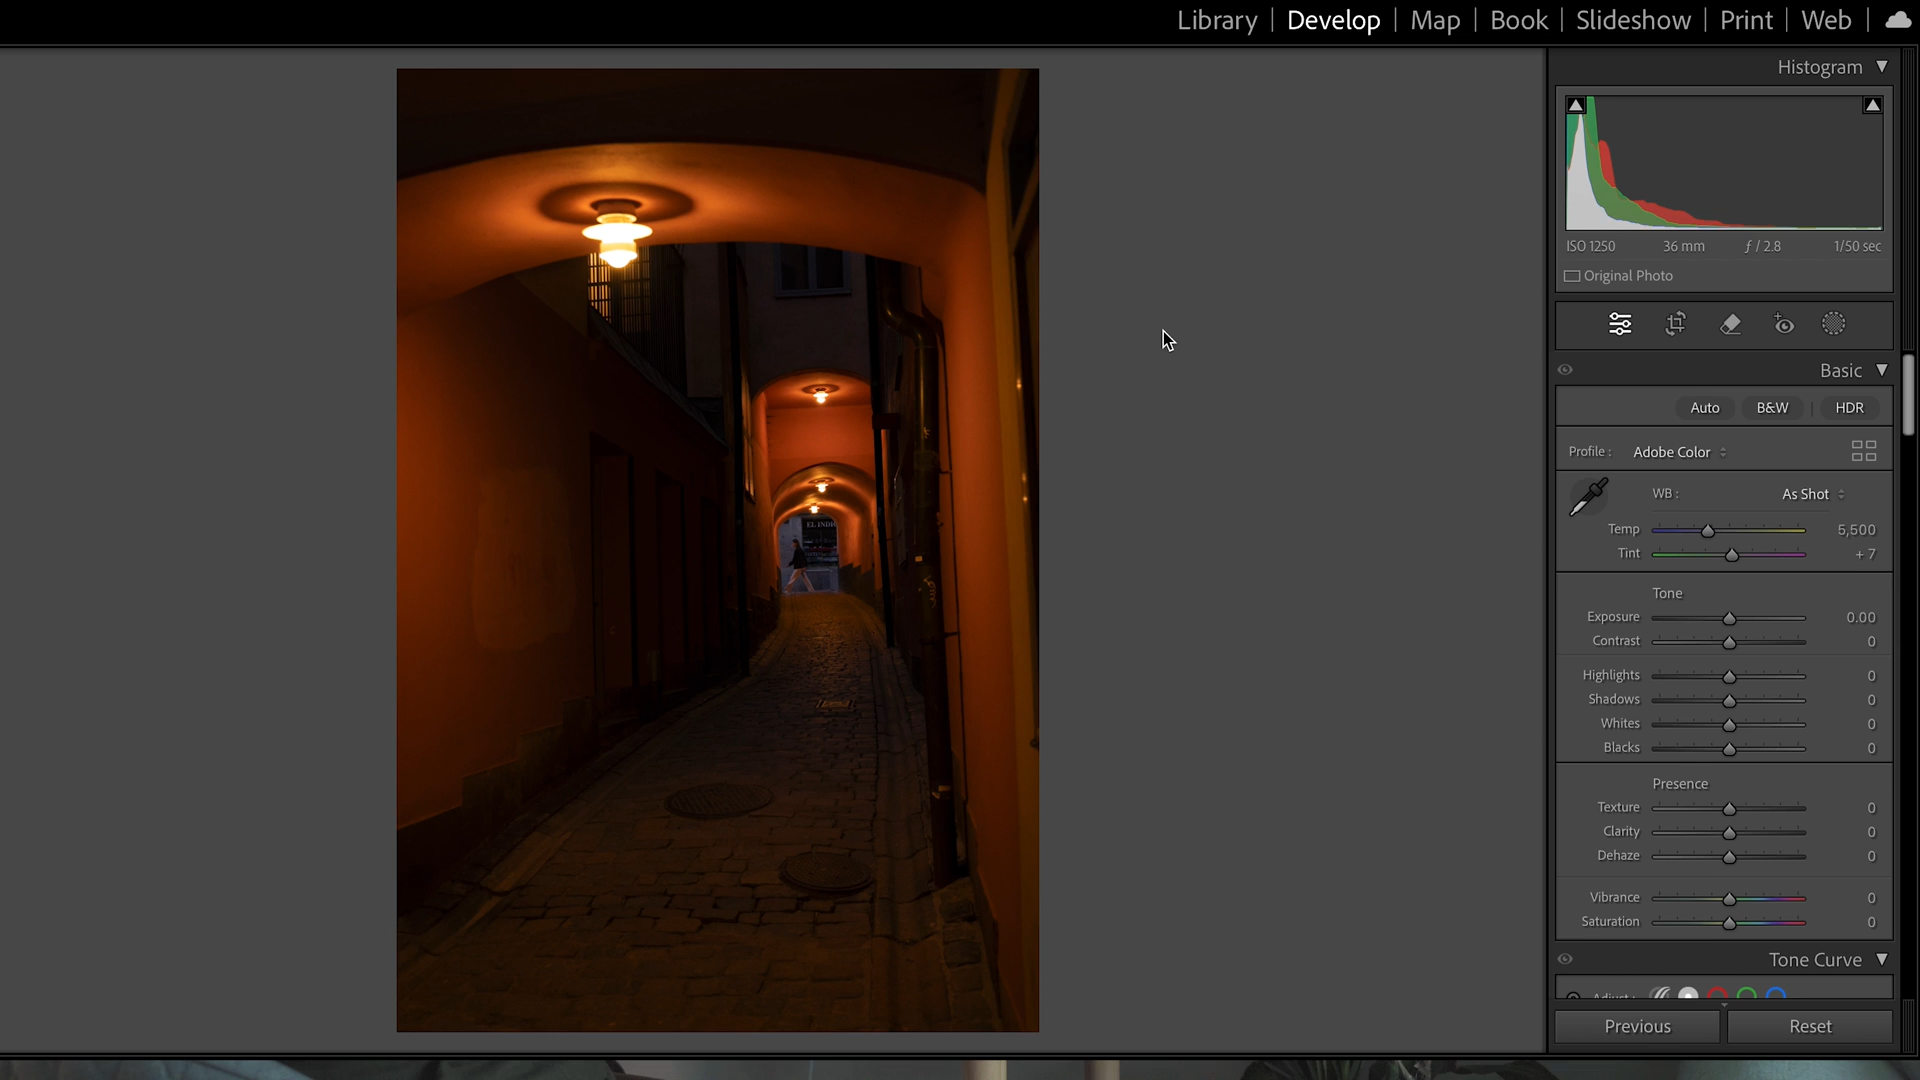 Library | Develop | Map | Book | Slideshow | Print | Web |
Histogram
ISO 1250 36 mm ƒ / 2.8 1/50 sec
Original Photo
Basic
Auto B&W | HDR
Profile : Adobe Color
WB : As Shot
Temp 5,500
Tint + 7
Tone
Exposure 0.00
Contrast 0
Highlights 0
Shadows 0
Whites 0
Blacks 0
Presence
Texture 0
Clarity 0
Dehaze 0
Vibrance 0
Saturation 0
Tone Curve
Adjust :
Previous Reset
EL INDI